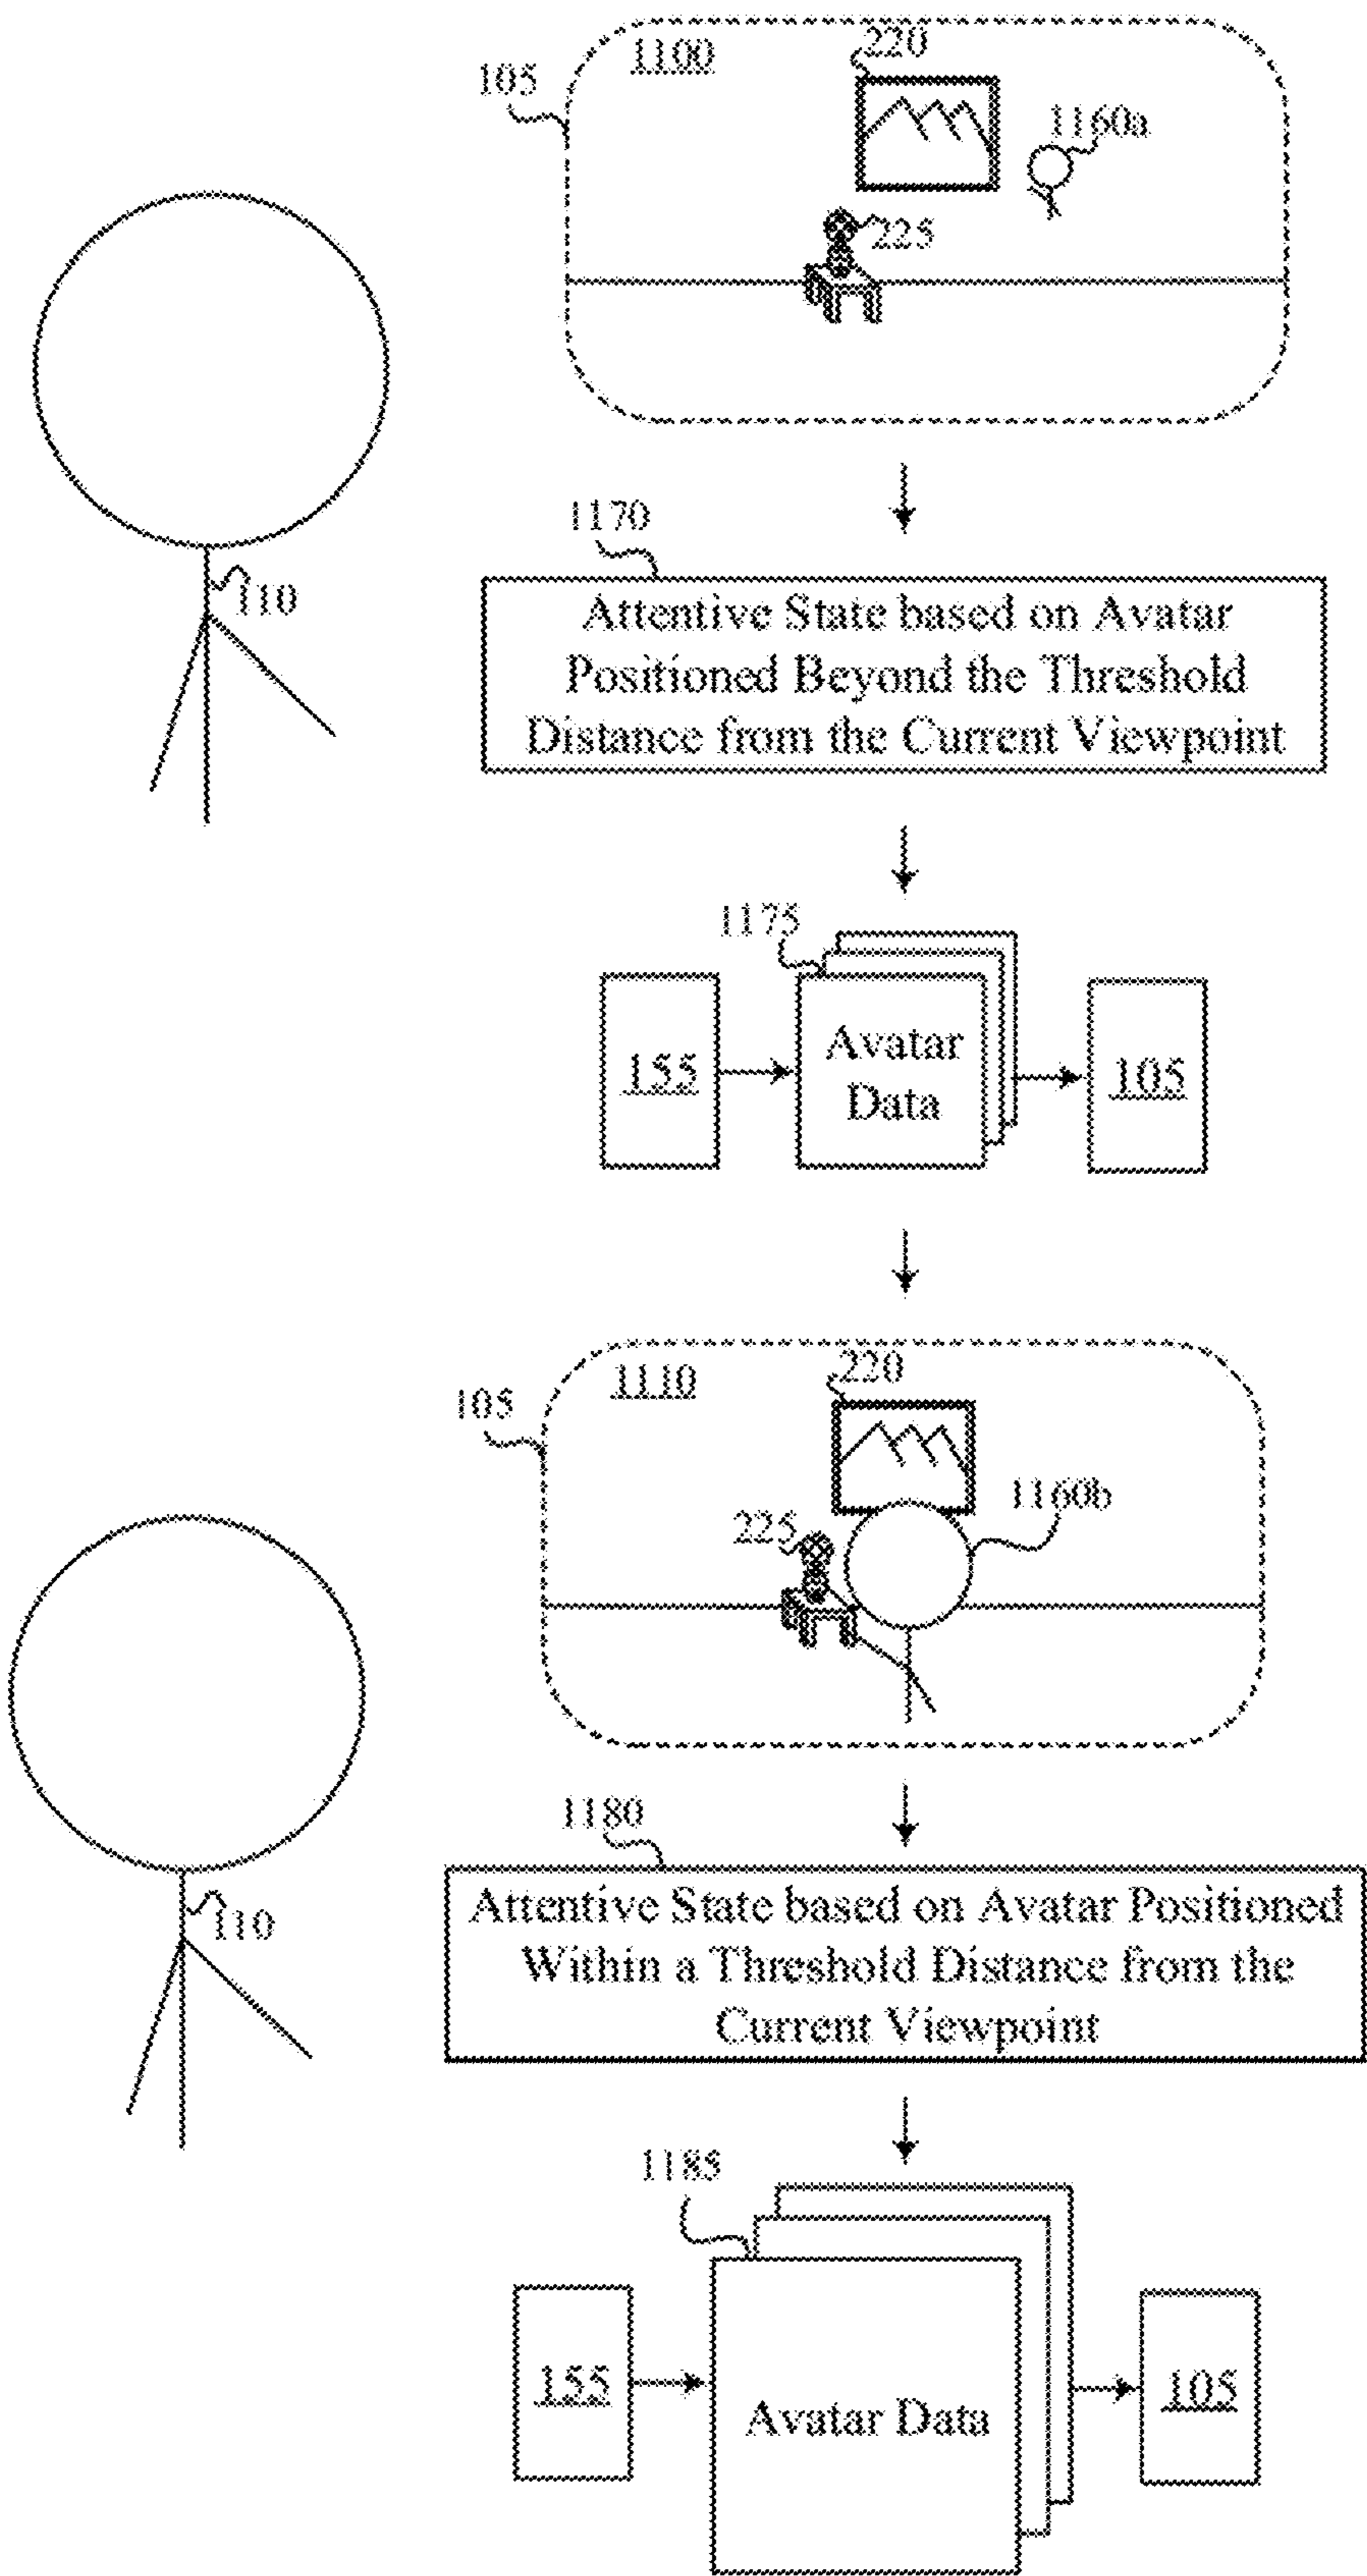 1100
220
105
1160a
225
1170
110
Attentive State based on Avatar
Positioned Beyond the Threshold
Distance from the Current Viewpoint
1175
155
Avatar
Data
105
1110
220
105
1160b
225
1180
110
Attentive State based on Avatar Positioned
Within a Threshold Distance from the
Current Viewpoint
1185
155
Avatar Data
105